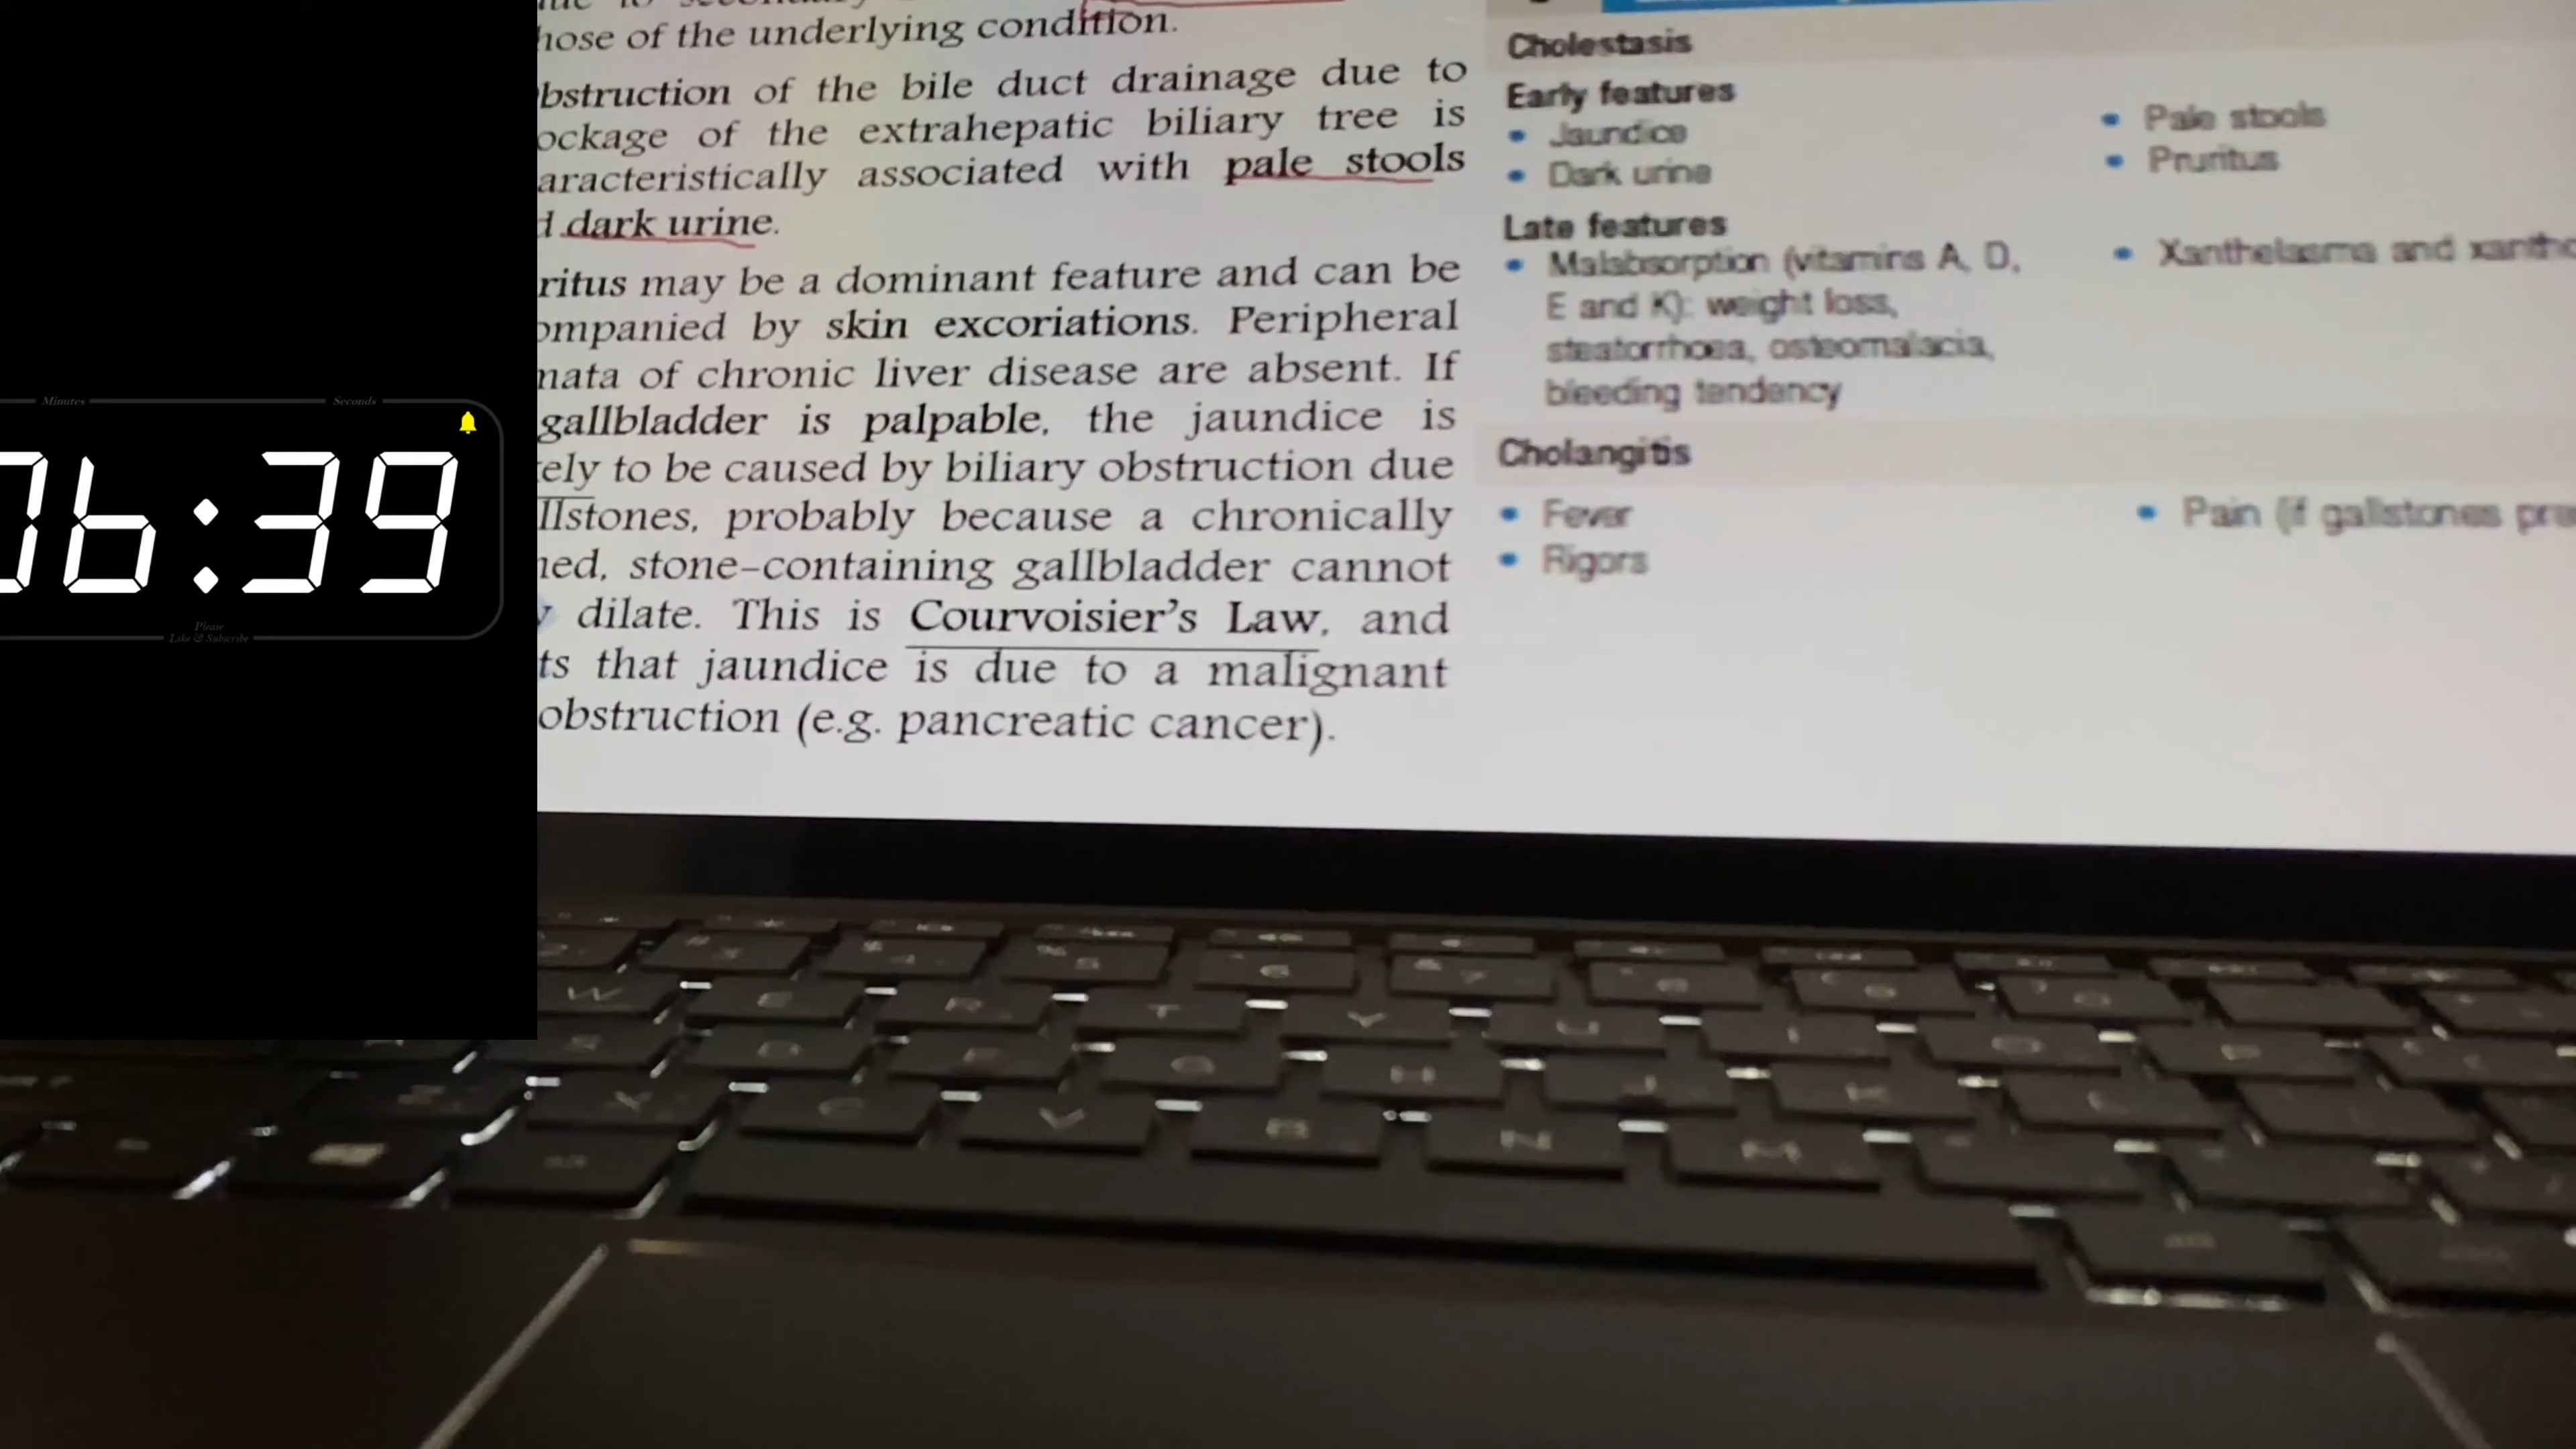 Minutes
Seconds
06:39
Please
Like & Subscribe
hose of the underlying condition.
bstruction of the bile duct drainage due to
ockage of the extrahepatic biliary tree is
aracteristically associated with pale stools
d dark urine.
ritus may be a dominant feature and can be
ompanied by skin excoriations. Peripheral
nata of chronic liver disease are absent. If
gallbladder is palpable, the jaundice is
ely to be caused by biliary obstruction due
llstones, probably because a chronically
ned, stone-containing gallbladder cannot
y dilate. This is Courvoisier's Law, and
ts that jaundice is due to a malignant
obstruction (e.g. pancreatic cancer).
Cholestasis
Early features
• Jaundice
• Dark urine
• Pale stools
• Pruritus
Late features
• Malabsorption (vitamins A, D,
E and K): weight loss,
steatorrhoea, osteomalacia,
bleeding tendency
• Xanthelasma and xantho
Cholangitis
• Fever
• Rigors
• Pain (if gallstones pre
W E R T Y U I
H J K
X C V B N M